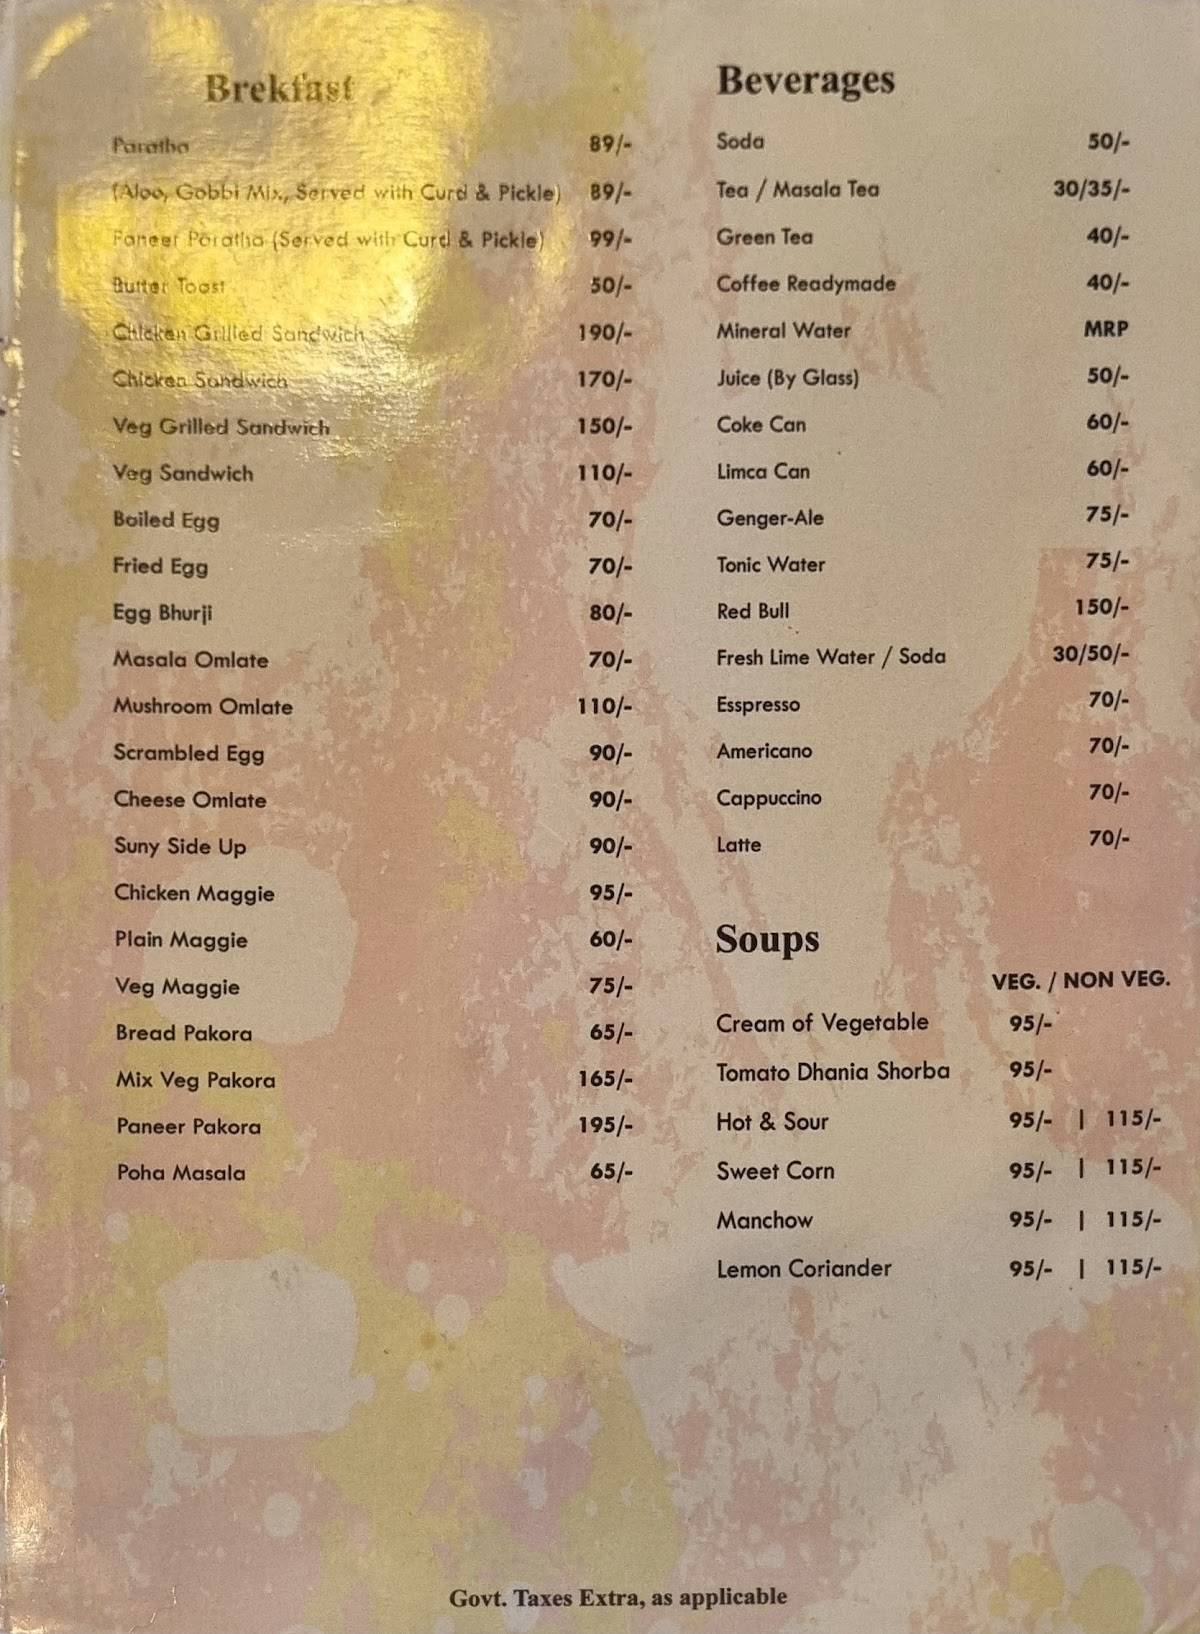 Brekfast
Paratha 89/-
(Aloo, Gobbi Mix., Served with Curd & Pickle) 89/-
Paneer Paratha (Served with Curd & Pickle) 99/-
Butter Toast 50/-
Chicken Grilled Sandwich 190/-
Chicken Sandwich 170/-
Veg Grilled Sandwich 150/-
Veg Sandwich 110/-
Boiled Egg 70/-
Fried Egg 70/-
Egg Bhurji 80/-
Masala Omlate 70/-
Mushroom Omlate 110/-
Scrambled Egg 90/-
Cheese Omlate 90/-
Suny Side Up 90/-
Chicken Maggie 95/-
Plain Maggie 60/-
Veg Maggie 75/-
Bread Pakora 65/-
Mix Veg Pakora 165/-
Paneer Pakora 195/-
Poha Masala 65/-
Beverages
Soda 50/-
Tea / Masala Tea 30/35/-
Green Tea 40/-
Coffee Readymade 40/-
Mineral Water MRP
Juice (By Glass) 50/-
Coke Can 60/-
Limca Can 60/-
Genger-Ale 75/-
Tonic Water 75/-
Red Bull 150/-
Fresh Lime Water / Soda 30/50/-
Esspresso 70/-
Americano 70/-
Cappuccino 70/-
Latte 70/-
Soups
VEG. / NON VEG.
Cream of Vegetable 95/-
Tomato Dhania Shorba 95/-
Hot & Sour 95/- | 115/-
Sweet Corn 95/- | 115/-
Manchow 95/- | 115/-
Lemon Coriander 95/- | 115/-
Govt. Taxes Extra, as applicable